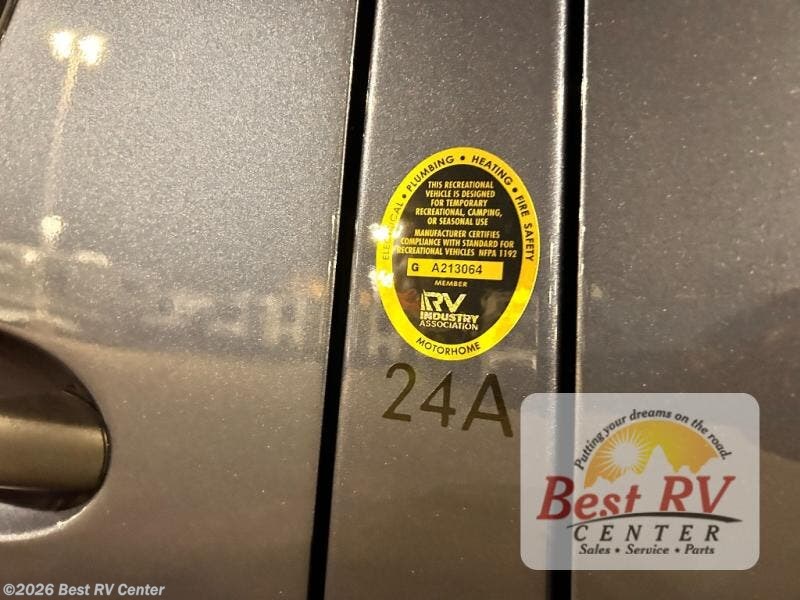 ELECTRICAL • PLUMBING • HEATING • FIRE SAFETY
THIS RECREATIONAL
VEHICLE IS DESIGNED
FOR TEMPORARY
RECREATIONAL, CAMPING,
OR SEASONAL USE
MANUFACTURER CERTIFIES
COMPLIANCE WITH STANDARD FOR
RECREATIONAL VEHICLES NFPA 1192
G A213064
MEMBER
RV
INDUSTRY
ASSOCIATION
MOTORHOME
24A
Putting your dreams on the road.
Best RV
CENTER
Sales • Service • Parts
©2026 Best RV Center